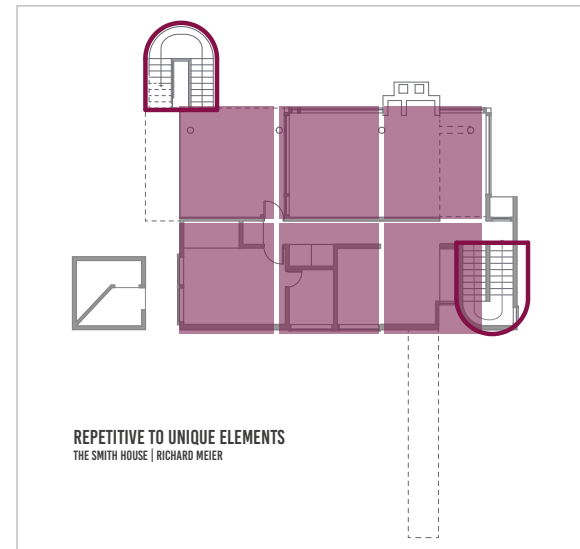 REPETITIVE TO UNIQUE ELEMENTS
THE SMITH HOUSE | RICHARD MEIER